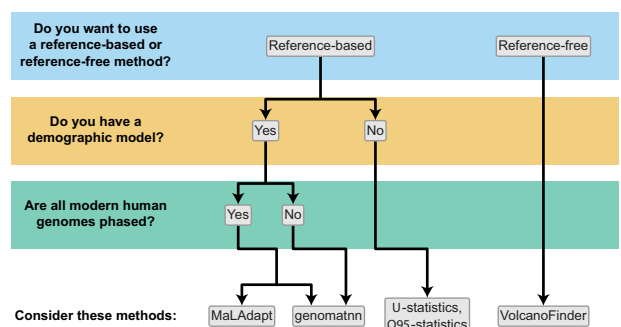 Do you want to use
a reference-based or
reference-free method?
Reference-based
Reference-free
Do you have a
demographic model?
Yes
No
Are all modern human
genomes phased?
Yes
No
Consider these methods:
MaLAdapt
genomatnn
U-statistics,
Q95-statistics
VolcanoFinder